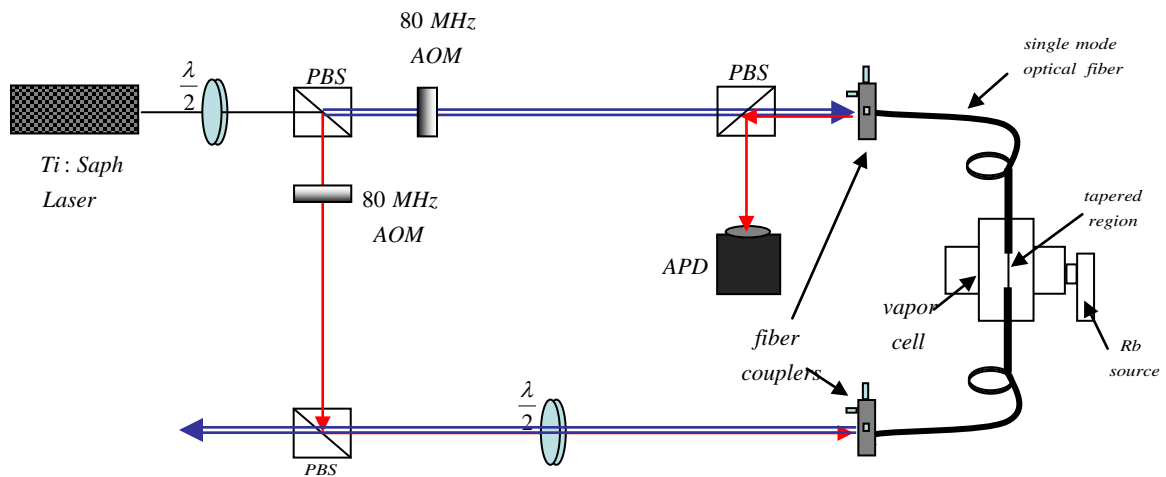 80 MHz
AOM
λ
2
PBS
Ti : Saph
Laser
80 MHz
AOM
PBS
APD
single mode
optical fiber
tapered
region
vapor
cell
Rb
source
fiber
couplers
λ
2
PBS